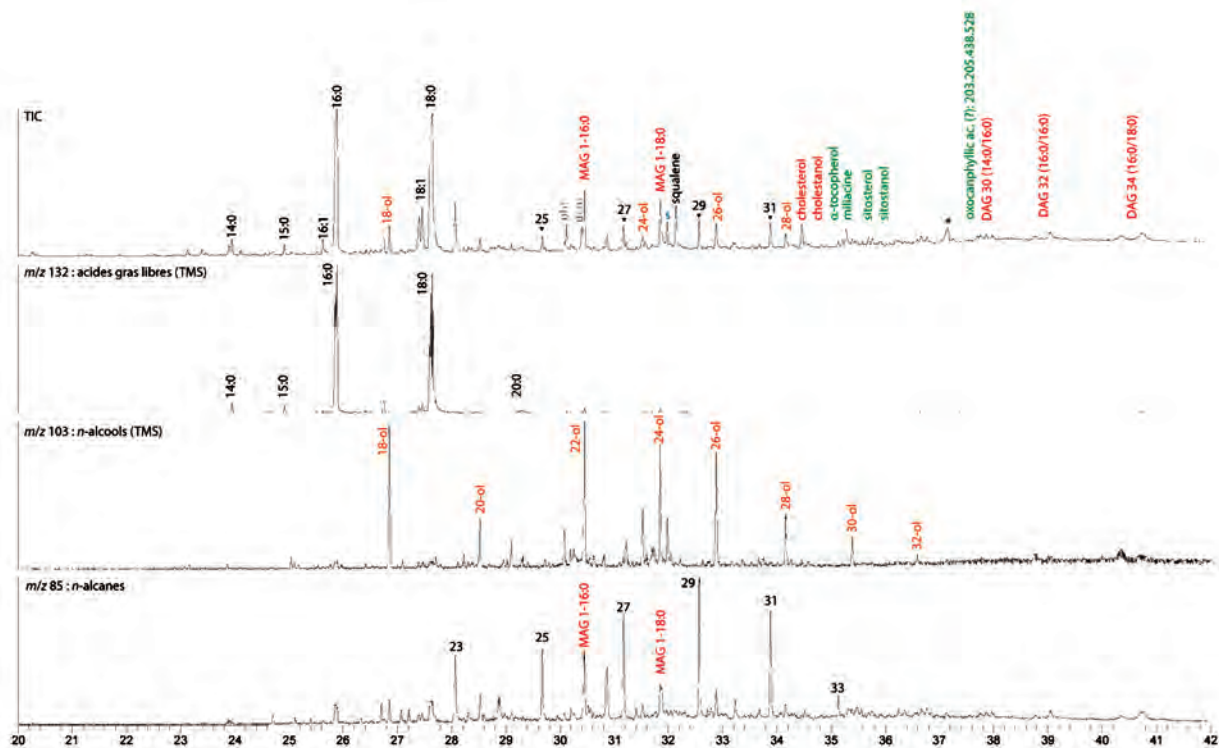 TIC
14:0
15:0
16:1
16:0
18-ol
18:1
18:0
25
MAG 1-16:0
27
24-ol
MAG 1-18:0
s
squalene
29
26-ol
31
28-ol
cholesterol
cholestanol
α-tocopherol
miliacine
sitosterol
sitostanol
*
oxocanphyllic ac. (?): 203.205.438.528
DAG 30 (14:0/16:0)
DAG 32 (16:0/16:0)
DAG 34 (16:0/18:0)
m/z 132 : acides gras libres (TMS)
14:0
15:0
16:0
18:0
20:0
m/z 103 : n-alcools (TMS)
18-ol
20-ol
22-ol
24-ol
26-ol
28-ol
30-ol
32-ol
m/z 85 : n-alcanes
23
25
MAG 1-16:0
27
MAG 1-18:0
29
31
33
20 21 22 23 24 25 26 27 28 29 30 31 32 33 34 35 36 37 38 39 40 41 42